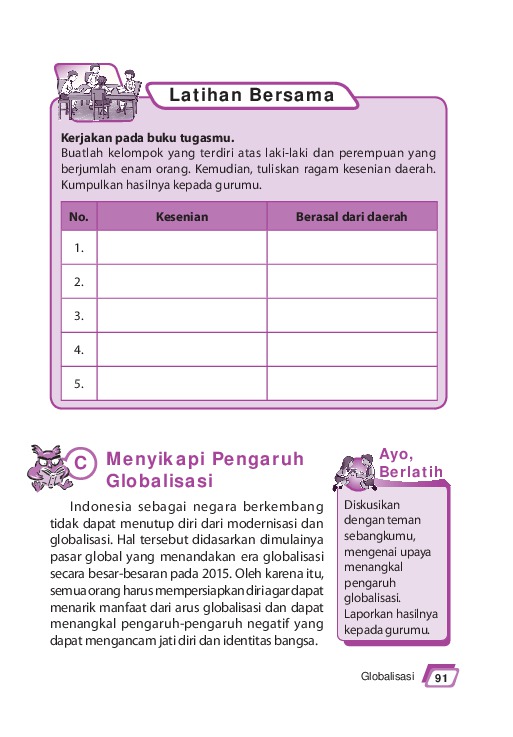 Latihan Bersama
Kerjakan pada buku tugasmu.
Buatlah kelompok yang terdiri atas laki-laki dan perempuan yang
berjumlah enam orang. Kemudian, tuliskan ragam kesenian daerah.
Kumpulkan hasilnya kepada gurumu.
No. Kesenian Berasal dari daerah
1.
2.
3.
4.
5.
C Menyikapi Pengaruh
Globalisasi
Indonesia sebagai negara berkembang
tidak dapat menutup diri dari modernisasi dan
globalisasi. Hal tersebut didasarkan dimulainya
pasar global yang menandakan era globalisasi
secara besar-besaran pada 2015. Oleh karena itu,
semua orang harus mempersiapkan diri agar dapat
menarik manfaat dari arus globalisasi dan dapat
menangkal pengaruh-pengaruh negatif yang
dapat mengancam jati diri dan identitas bangsa.
Ayo,
Berlatih
Diskusikan
dengan teman
sebangkumu,
mengenai upaya
menangkal
pengaruh
globalisasi.
Laporkan hasilnya
kepada gurumu.
Globalisasi 91